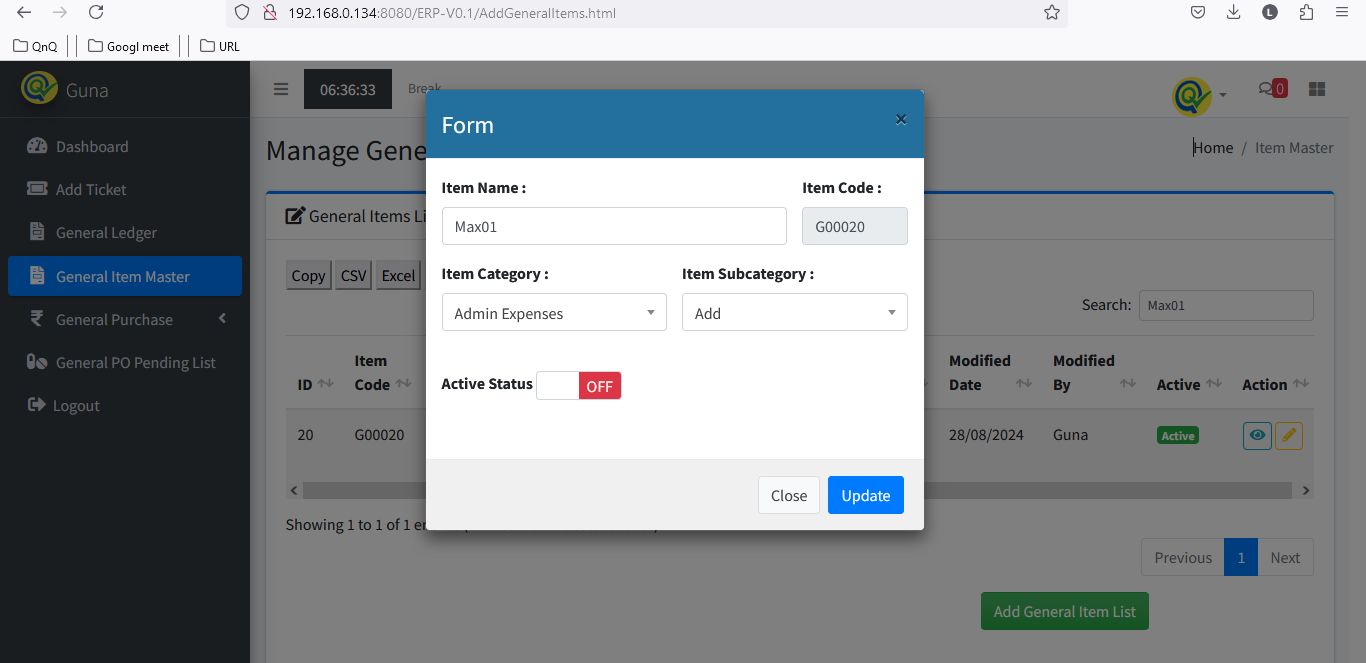 192.168.0.134:8080/ERP-V0.1/AddGeneralItems.html
L
QnQ
Googl meet
URL
Guna
06:36:33
Break
0
Dashboard
Add Ticket
General Ledger
General Item Master
General Purchase
General PO Pending List
Logout
Manage Gene
Home / Item Master
General Items Li
Copy CSV Excel
Search: Max01
ID Item Code Modified Date Modified By Active Action
20 G00020 28/08/2024 Guna Active
Showing 1 to 1 of 1 e
Previous 1 Next
Add General Item List
Form ×
Item Name : Item Code :
Max01 G00020
Item Category : Item Subcategory :
Admin Expenses Add
Active Status OFF
Close Update